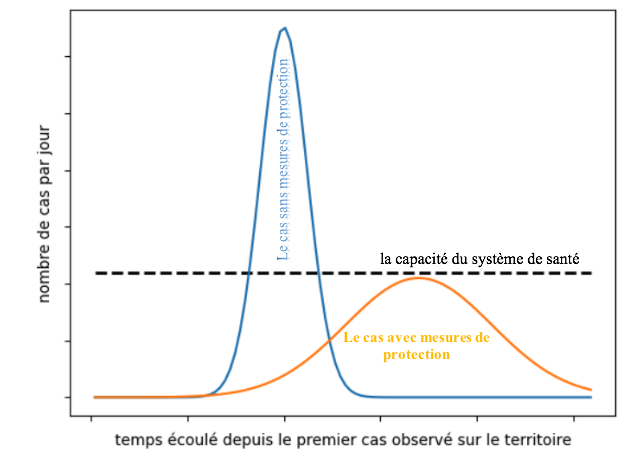 nombre de cas par jour
Le cas sans mesures de protection
la capacité du système de santé
Le cas avec mesures de
protection
temps écoulé depuis le premier cas observé sur le territoire